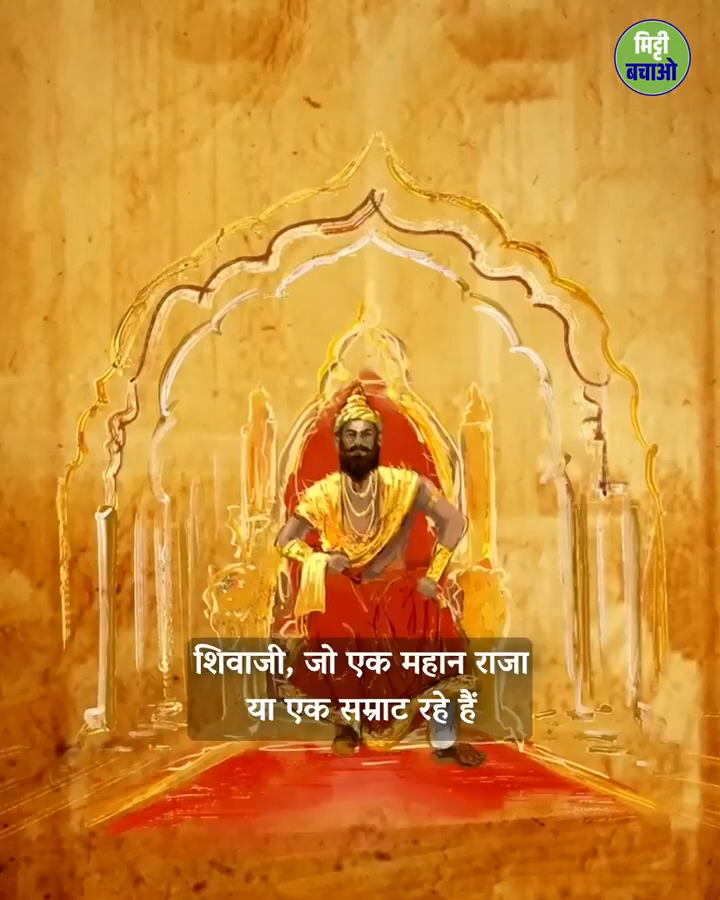 मिट्टी
बचाओ
शिवाजी, जो एक महान राजा
या एक सम्राट रहे हैं